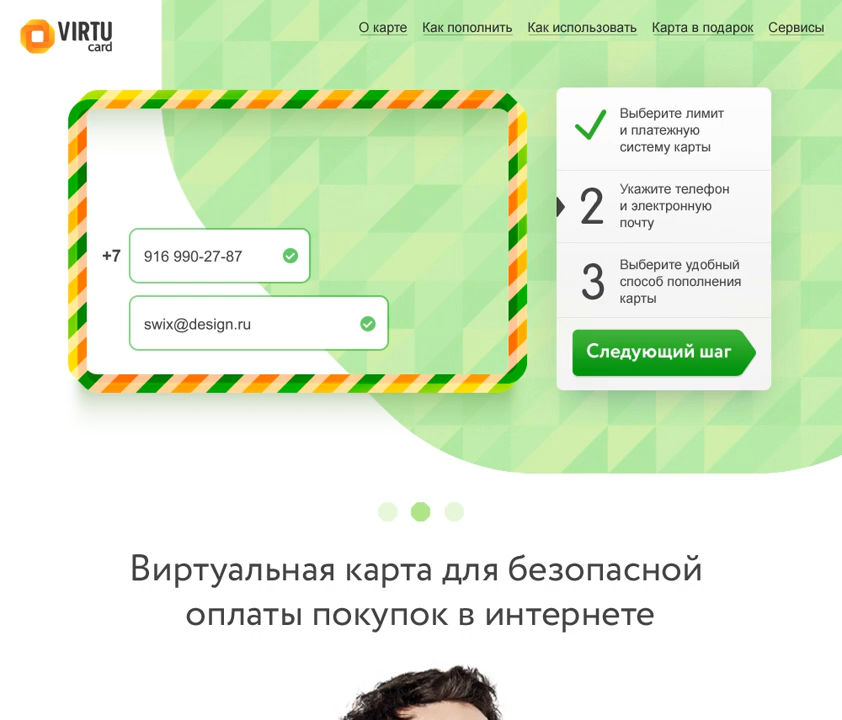 VIRTU
card
О карте Как пополнить Как использовать Карта в подарок Сервисы
+7 916 990-27-87
swix@design.ru
Выберите лимит
и платежную
систему карты
2 Укажите телефон
и электронную
почту
3 Выберите удобный
способ пополнения
карты
Следующий шаг
Виртуальная карта для безопасной
оплаты покупок в интернете